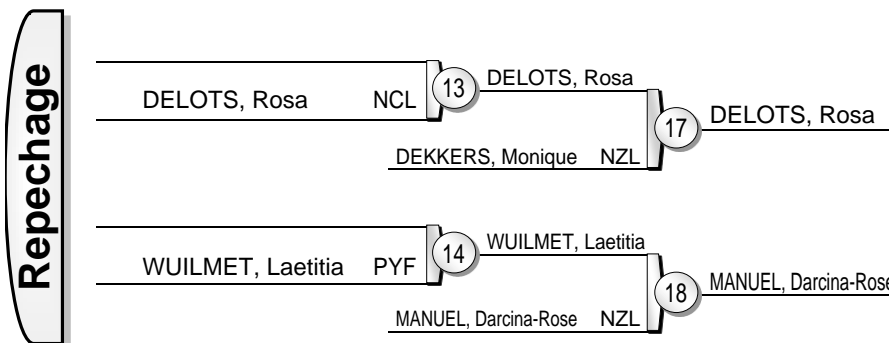 Repechage
DELOTS, Rosa NCL
13
DELOTS, Rosa
DEKKERS, Monique NZL
17
DELOTS, Rosa
WUILMET, Laetitia PYF
14
WUILMET, Laetitia
MANUEL, Darcina-Rose NZL
18
MANUEL, Darcina-Rose